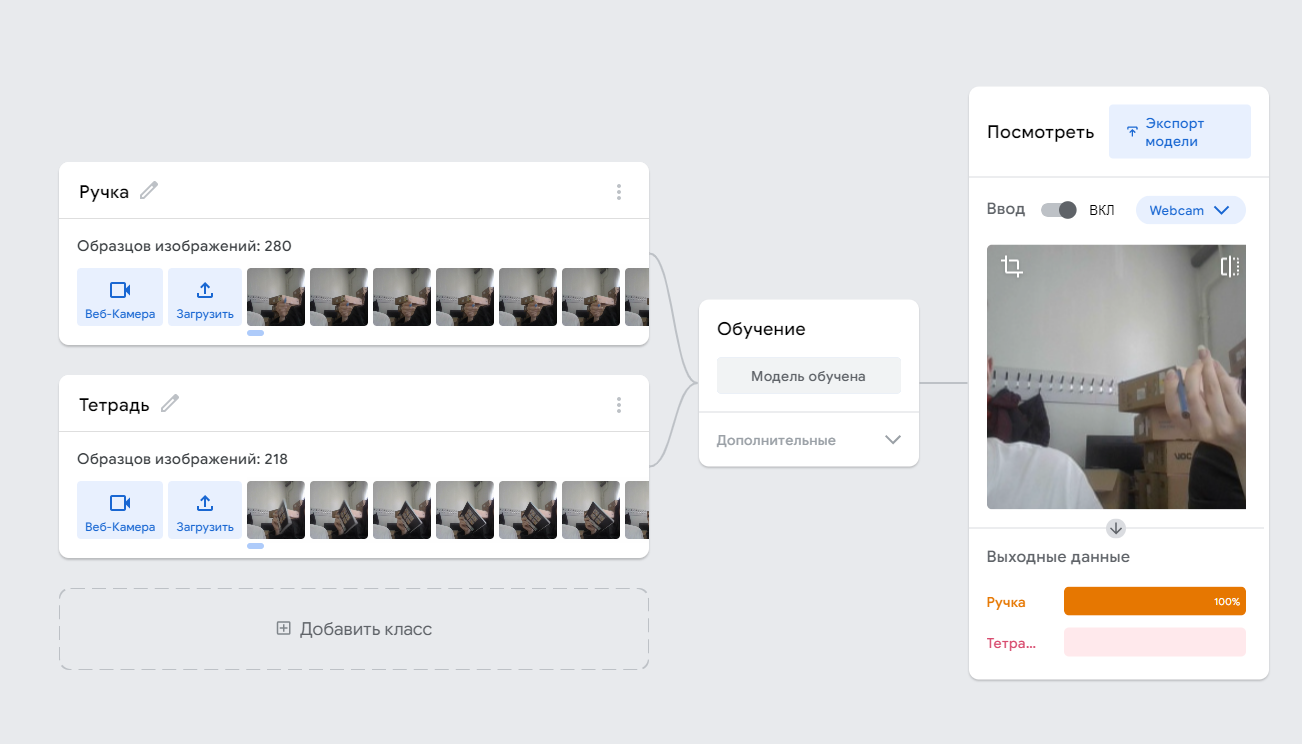 Ручка
Образцов изображений: 280
Веб-Камера
Загрузить
Тетрадь
Образцов изображений: 218
Веб-Камера
Загрузить
Добавить класс
Обучение
Модель обучена
Дополнительные
Посмотреть
Экспорт
модели
Ввод
ВКЛ
Webcam
VOC
Выходные данные
Ручка
100%
Тетра...